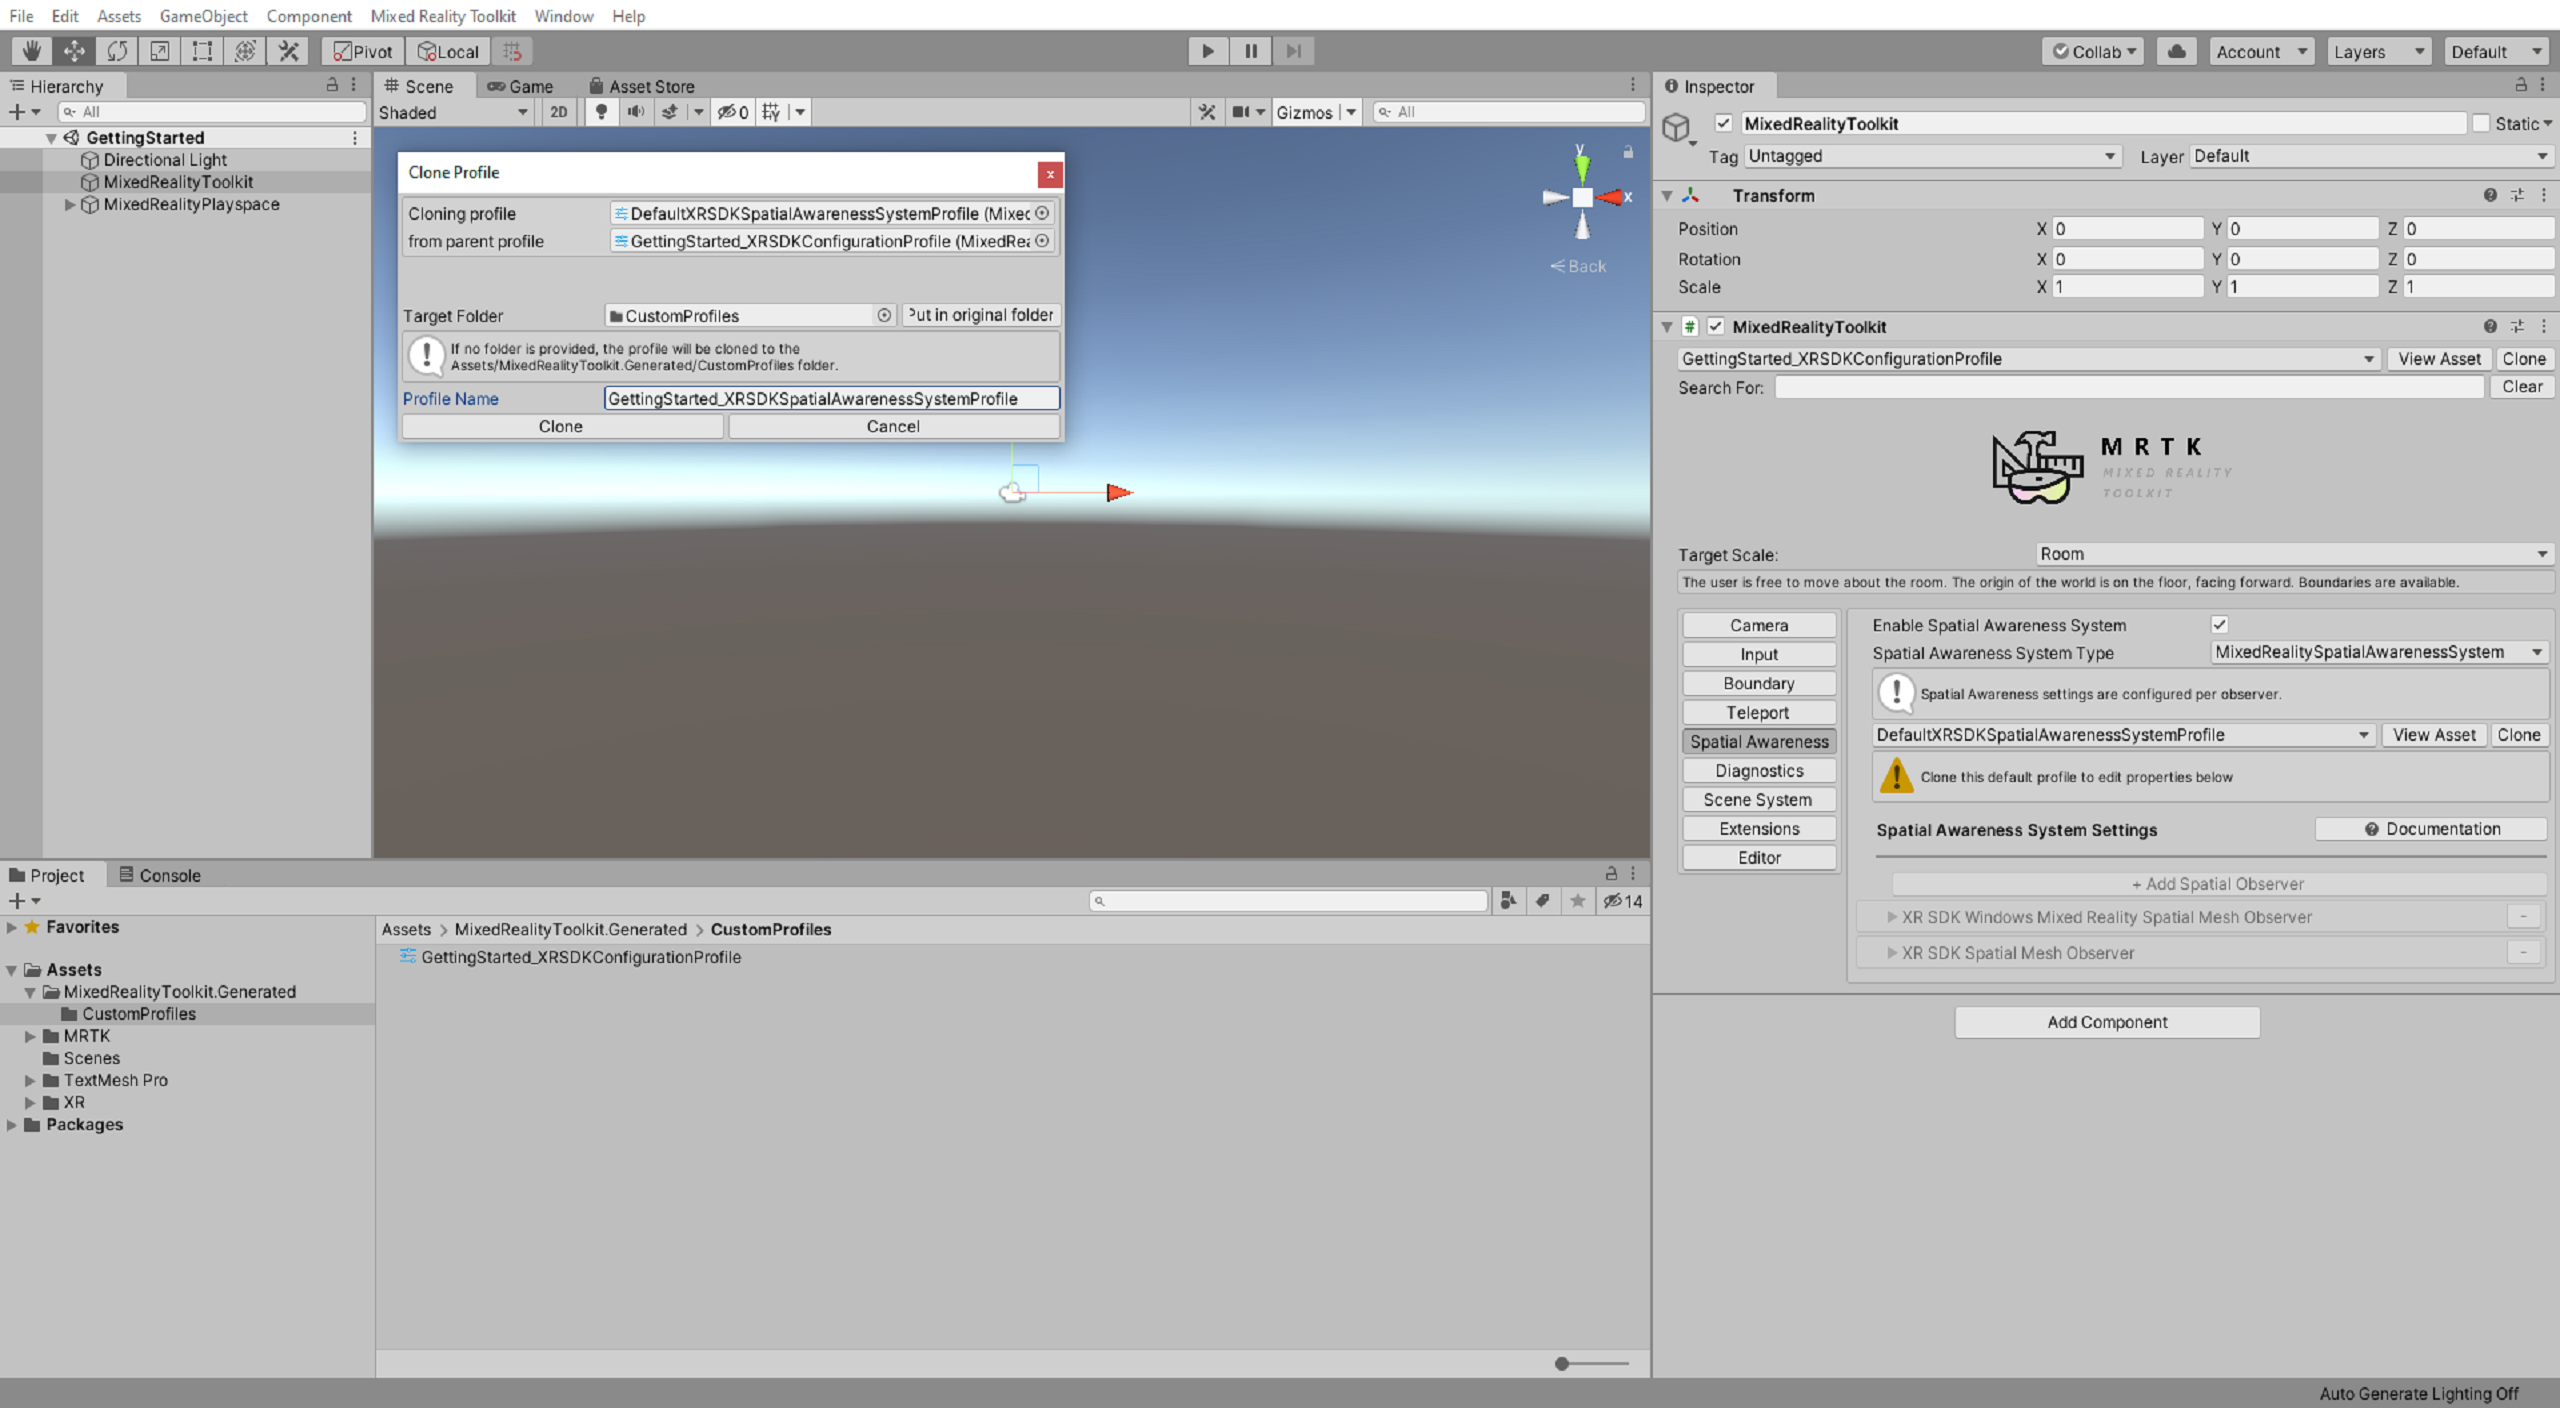 File Edit Assets GameObject Component Mixed Reality Toolkit Window Help
Pivot Local
Collab Account Layers Default
Hierarchy
All
GettingStarted
Directional Light
MixedRealityToolkit
MixedRealityPlayspace
Scene Game Asset Store
Shaded 2D 0 Gizmos All
y
x
Back
Clone Profile
x
Cloning profile DefaultXRSDKSpatialAwarenessSystemProfile (Mixed
from parent profile GettingStarted_XRSDKConfigurationProfile (MixedRea
Target Folder CustomProfiles Put in original folder
If no folder is provided, the profile will be cloned to the
Assets/MixedRealityToolkit.Generated/CustomProfiles folder.
Profile Name GettingStarted_XRSDKSpatialAwarenessSystemProfile
Clone Cancel
Project Console
14
Favorites
Assets
MixedRealityToolkit.Generated
CustomProfiles
MRTK
Scenes
TextMesh Pro
XR
Packages
Assets > MixedRealityToolkit.Generated > CustomProfiles
GettingStarted_XRSDKConfigurationProfile
Inspector
MixedRealityToolkit Static
Tag Untagged Layer Default
Transform
Position X 0 Y 0 Z 0
Rotation X 0 Y 0 Z 0
Scale X 1 Y 1 Z 1
# MixedRealityToolkit
GettingStarted_XRSDKConfigurationProfile View Asset Clone
Search For: Clear
MRTK
MIXED REALITY
TOOLKIT
Target Scale: Room
The user is free to move about the room. The origin of the world is on the floor, facing forward. Boundaries are available.
Camera
Input
Boundary
Teleport
Spatial Awareness
Diagnostics
Scene System
Extensions
Editor
Enable Spatial Awareness System
Spatial Awareness System Type MixedRealitySpatialAwarenessSystem
Spatial Awareness settings are configured per observer.
DefaultXRSDKSpatialAwarenessSystemProfile View Asset Clone
Clone this default profile to edit properties below
Spatial Awareness System Settings Documentation
+ Add Spatial Observer
XR SDK Windows Mixed Reality Spatial Mesh Observer -
XR SDK Spatial Mesh Observer -
Add Component
Auto Generate Lighting Off